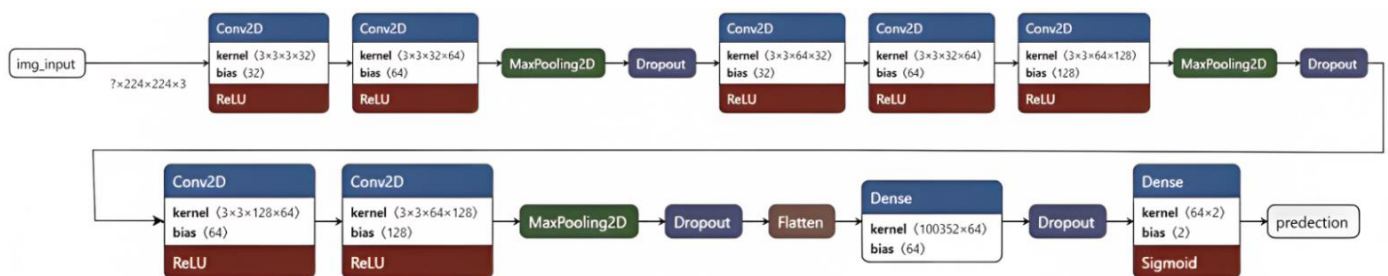 img_input
?×224×224×3
Conv2D
kernel (3×3×3×32)
bias (32)
ReLU
Conv2D
kernel (3×3×32×64)
bias (64)
ReLU
MaxPooling2D
Dropout
Conv2D
kernel (3×3×64×32)
bias (32)
ReLU
Conv2D
kernel (3×3×32×64)
bias (64)
ReLU
Conv2D
kernel (3×3×64×128)
bias (128)
ReLU
MaxPooling2D
Dropout
Conv2D
kernel (3×3×128×64)
bias (64)
ReLU
Conv2D
kernel (3×3×64×128)
bias (128)
ReLU
MaxPooling2D
Dropout
Flatten
Dense
kernel (100352×64)
bias (64)
Dropout
Dense
kernel (64×2)
bias (2)
Sigmoid
predection